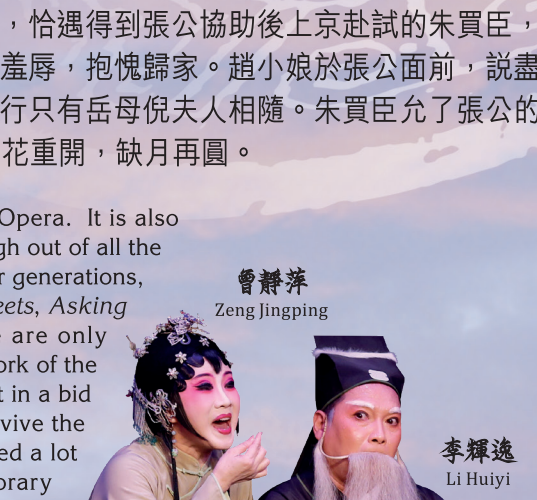 ，恰遇得到張公協助後上京赴試的朱買臣，
羞辱，抱愧歸家。趙小娘於張公面前，説盡
行只有岳母倪夫人相隨。朱買臣允了張公的
花重開，缺月再圓。
Opera. It is also
gh out of all the
r generations,
eets, Asking
e are only
ork of the
t in a bid
vive the
ed a lot
orary
曾靜萍
Zeng Jingping
李輝逸
Li Huiyi